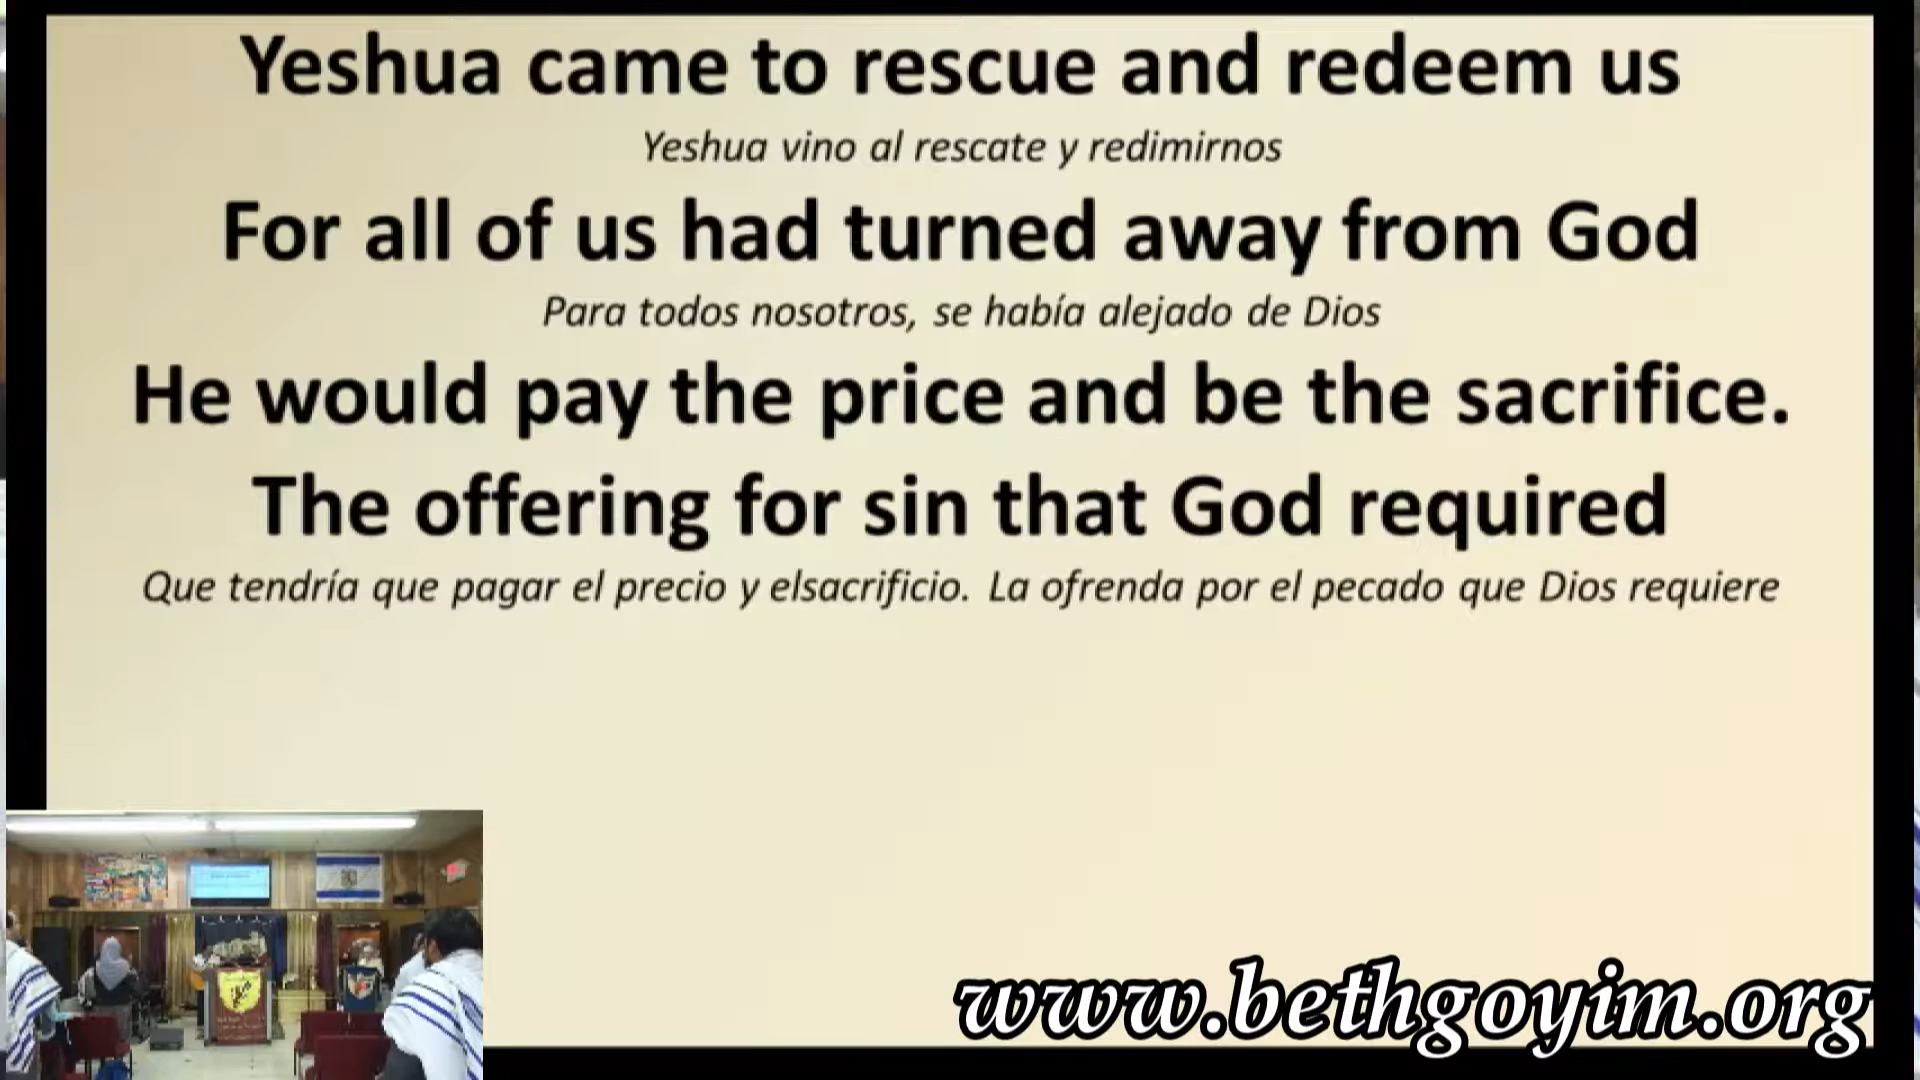 Yeshua came to rescue and redeem us
Yeshua vino al rescate y redimirnos
For all of us had turned away from God
Para todos nosotros, se había alejado de Dios
He would pay the price and be the sacrifice.
The offering for sin that God required
Que tendría que pagar el precio y elsacrificio. La ofrenda por el pecado que Dios requiere
www.bethgoyim.org